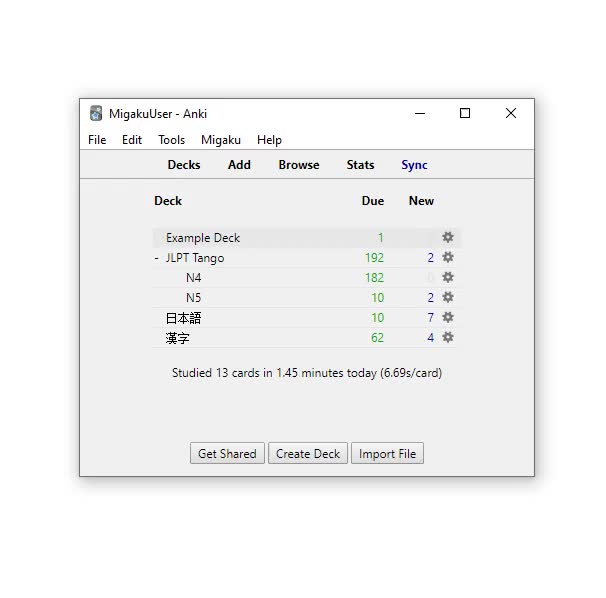 MigakuUser - Anki
File Edit Tools Migaku Help
Decks Add Browse Stats Sync
Deck Due New
Example Deck 1
- JLPT Tango 192 2
N4 182 0
N5 10 2
日本語 10 7
漢字 62 4
Studied 13 cards in 1.45 minutes today (6.69s/card)
Get Shared Create Deck Import File